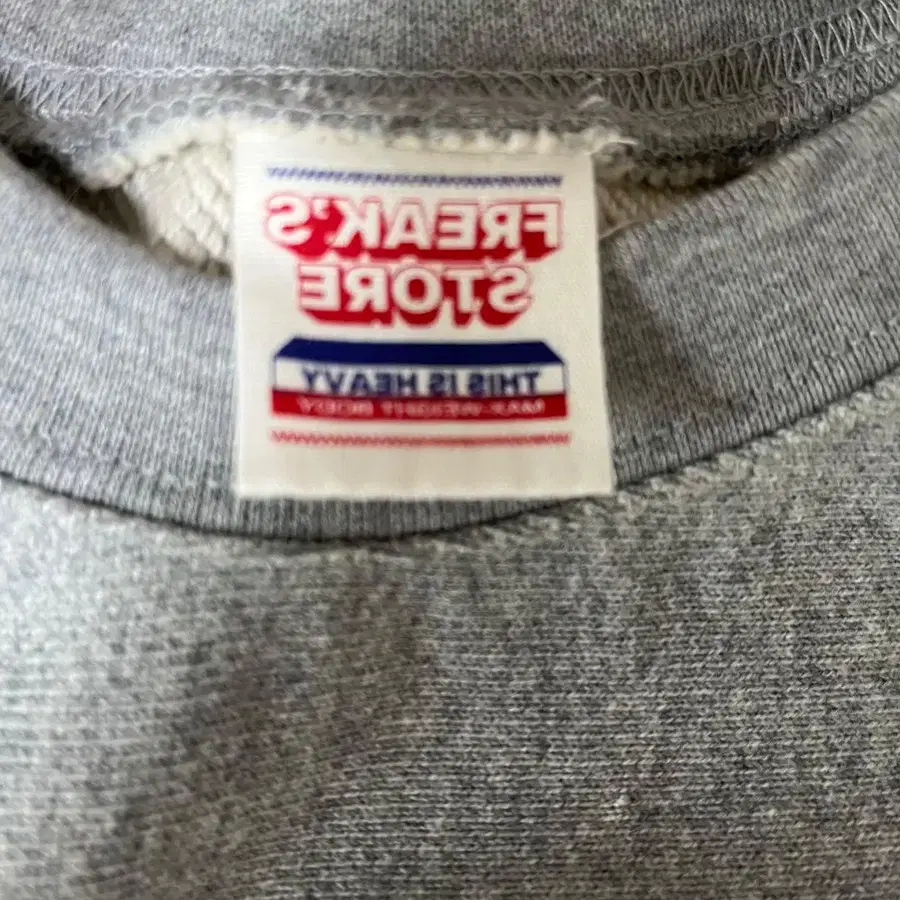 FREAK'S
STORE
THIS IS HEAVY
MAX-WEIGHT BODY